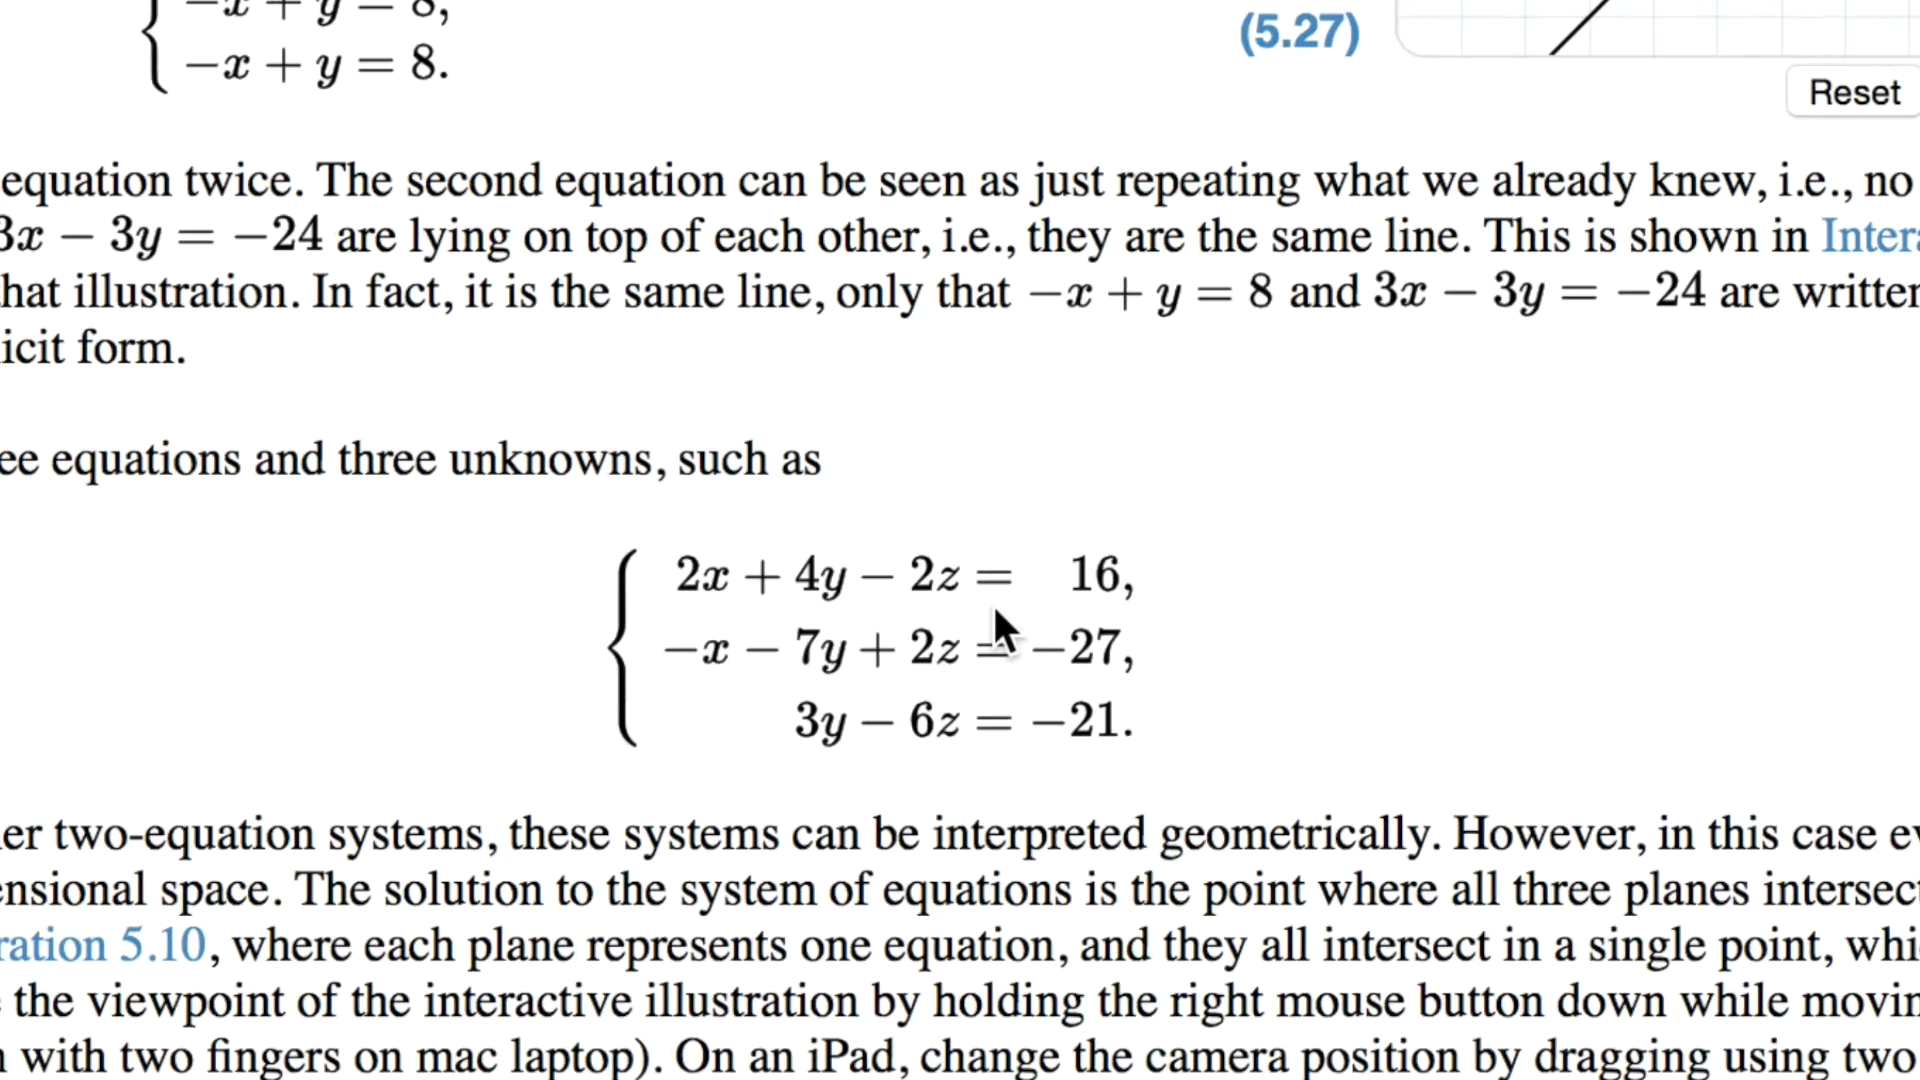 −x + y = 8,
(5.27)
−x + y = 8.
Reset
equation twice. The second equation can be seen as just repeating what we already knew, i.e., no
3x − 3y = −24 are lying on top of each other, i.e., they are the same line. This is shown in Intera
hat illustration. In fact, it is the same line, only that −x + y = 8 and 3x − 3y = −24 are written
icit form.
ee equations and three unknowns, such as
2x + 4y − 2z = 16,
−x − 7y + 2z = −27,
3y − 6z = −21.
er two-equation systems, these systems can be interpreted geometrically. However, in this case ev
ensional space. The solution to the system of equations is the point where all three planes intersect
ration 5.10, where each plane represents one equation, and they all intersect in a single point, whi
the viewpoint of the interactive illustration by holding the right mouse button down while movin
with two fingers on mac laptop). On an iPad, change the camera position by dragging using two